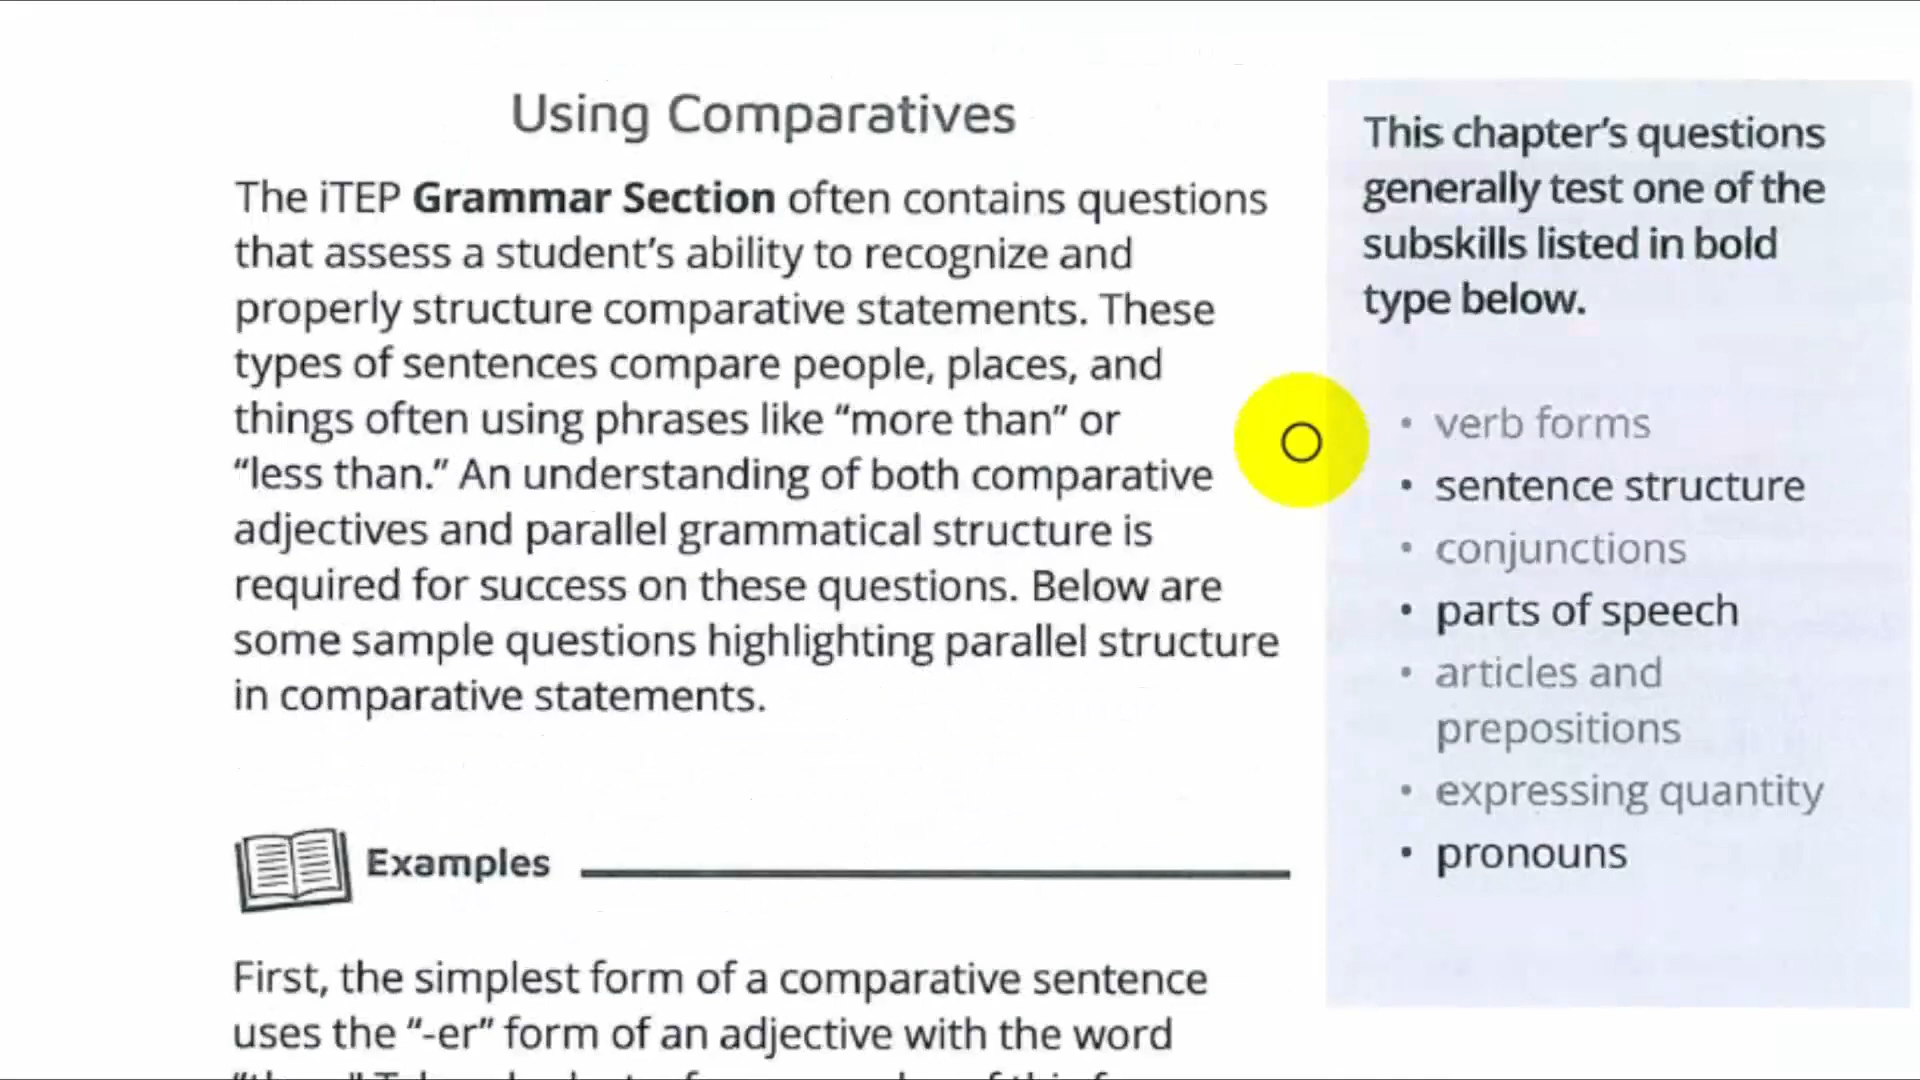 Using Comparatives
The iTEP Grammar Section often contains questions
that assess a student’s ability to recognize and
properly structure comparative statements. These
types of sentences compare people, places, and
things often using phrases like “more than” or
“less than.” An understanding of both comparative
adjectives and parallel grammatical structure is
required for success on these questions. Below are
some sample questions highlighting parallel structure
in comparative statements.
Examples
First, the simplest form of a comparative sentence
uses the “-er” form of an adjective with the word
This chapter’s questions
generally test one of the
subskills listed in bold
type below.
• verb forms
• sentence structure
• conjunctions
• parts of speech
• articles and
prepositions
• expressing quantity
• pronouns